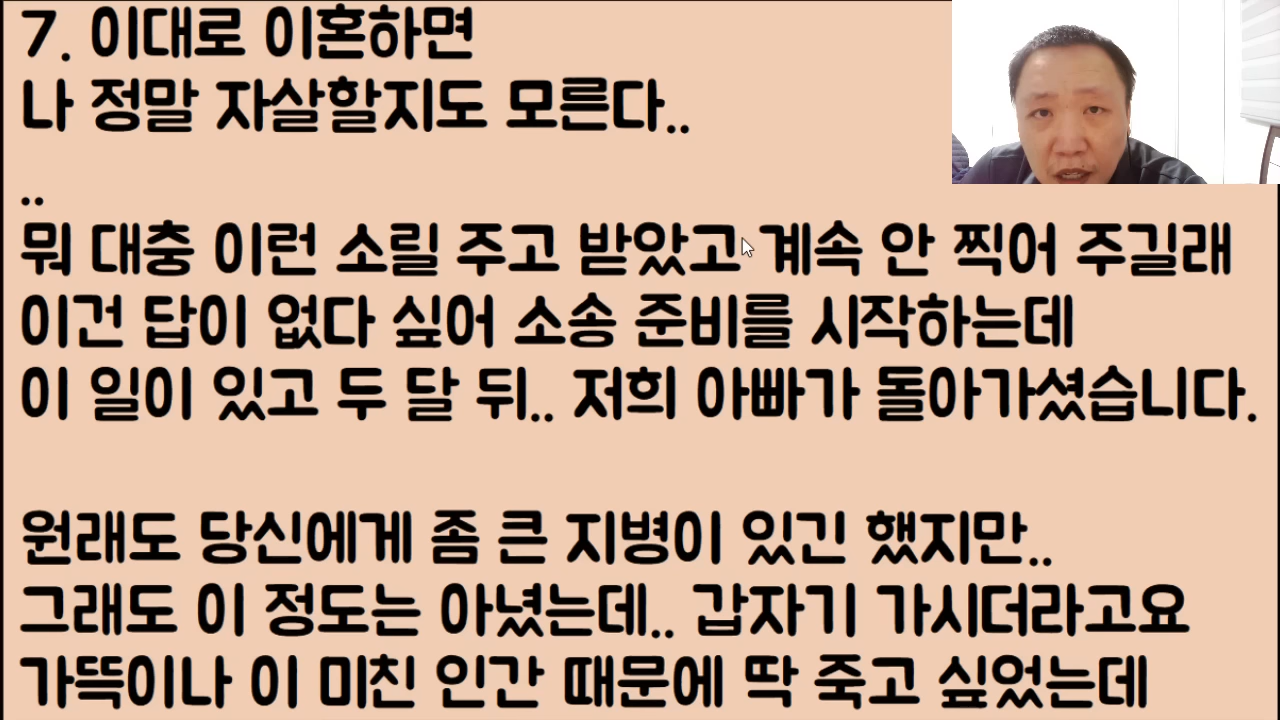 7. 이대로 이혼하면
나 정말 자살할지도 모른다..
..
뭐 대충 이런 소릴 주고 받았고 계속 안 찍어 주길래
이건 답이 없다 싶어 소송 준비를 시작하는데
이 일이 있고 두 달 뒤.. 저희 아빠가 돌아가셨습니다.
원래도 당신에게 좀 큰 지병이 있긴 했지만..
그래도 이 정도는 아녔는데.. 갑자기 가시더라고요
가뜩이나 이 미친 인간 때문에 딱 죽고 싶었는데